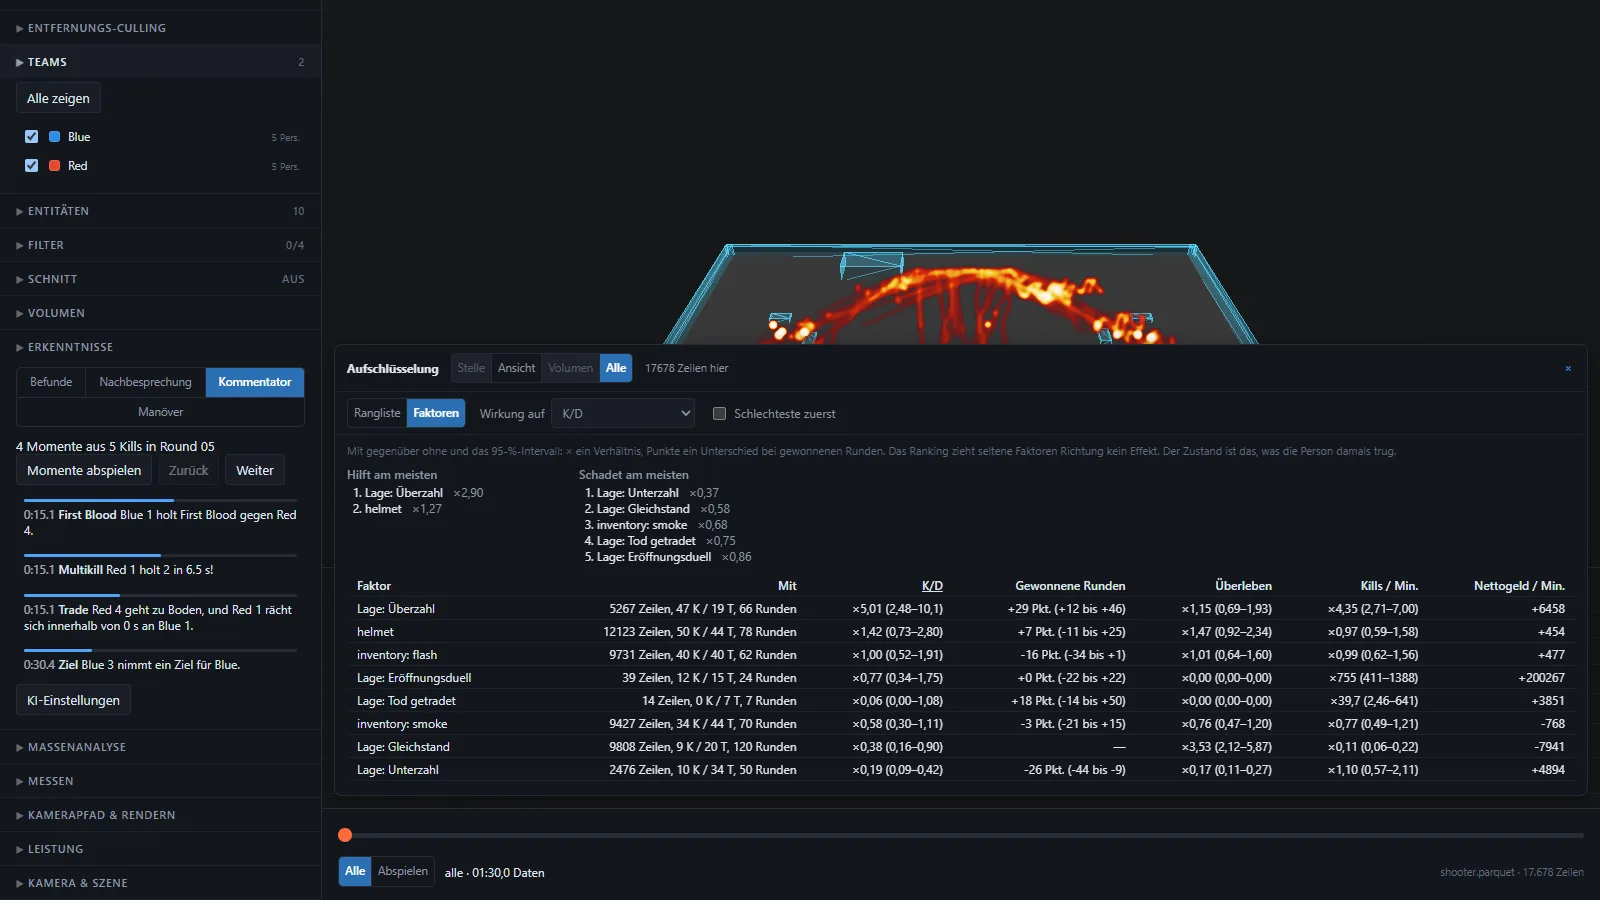 ENTFERNUNGS-CULLING
TEAMS 2
Alle zeigen
Blue 5 Pers.
Red 5 Pers.
ENTITÄTEN 10
FILTER 0/4
SCHNITT AUS
VOLUMEN
ERKENNTNISSE
Befunde Nachbesprechung Kommentator
Manöver
4 Momente aus 5 Kills in Round 05
Momente abspielen Zurück Weiter
0:15.1 First Blood Blue 1 holt First Blood gegen Red
4.
0:15.1 Multikill Red 1 holt 2 in 6.5 s!
0:15.1 Trade Red 4 geht zu Boden, und Red 1 rächt
sich innerhalb von 0 s an Blue 1.
0:30.4 Ziel Blue 3 nimmt ein Ziel für Blue.
KI-Einstellungen
MASSENANALYSE
MESSEN
KAMERAPFAD & RENDERN
LEISTUNG
KAMERA & SZENE
Aufschlüsselung Stelle Ansicht Volumen Alle 17678 Zeilen hier ×
Rangliste Faktoren Wirkung auf K/D Schlechteste zuerst
Mit gegenüber ohne und das 95-%-Intervall: × ein Verhältnis, Punkte ein Unterschied bei gewonnenen Runden. Das Ranking zieht seltene Faktoren Richtung kein Effekt. Der Zustand ist das, was die Person damals trug.
Hilft am meisten
1. Lage: Überzahl ×2,90
2. helmet ×1,27
Schadet am meisten
1. Lage: Unterzahl ×0,37
2. Lage: Gleichstand ×0,58
3. inventory: smoke ×0,68
4. Lage: Tod getradet ×0,75
5. Lage: Eröffnungsduell ×0,86
Faktor Mit K/D Gewonnene Runden Überleben Kills / Min. Nettogeld / Min.
Lage: Überzahl 5267 Zeilen, 47 K / 19 T, 66 Runden ×5,01 (2,48–10,1) +29 Pkt. (+12 bis +46) ×1,15 (0,69–1,93) ×4,35 (2,71–7,00) +6458
helmet 12123 Zeilen, 50 K / 44 T, 78 Runden ×1,42 (0,73–2,80) +7 Pkt. (-11 bis +25) ×1,47 (0,92–2,34) ×0,97 (0,59–1,58) +454
inventory: flash 9731 Zeilen, 40 K / 40 T, 62 Runden ×1,00 (0,52–1,91) -16 Pkt. (-34 bis +1) ×1,01 (0,64–1,60) ×0,99 (0,62–1,56) +477
Lage: Eröffnungsduell 39 Zeilen, 12 K / 15 T, 24 Runden ×0,77 (0,34–1,75) +0 Pkt. (-22 bis +22) ×0,00 (0,00–0,00) ×755 (411–1388) +200267
Lage: Tod getradet 14 Zeilen, 0 K / 7 T, 7 Runden ×0,06 (0,00–1,08) +18 Pkt. (-14 bis +50) ×0,00 (0,00–0,00) ×39,7 (2,46–641) +3851
inventory: smoke 9427 Zeilen, 34 K / 44 T, 70 Runden ×0,58 (0,30–1,11) -3 Pkt. (-21 bis +15) ×0,76 (0,47–1,20) ×0,77 (0,49–1,21) -768
Lage: Gleichstand 9808 Zeilen, 9 K / 20 T, 120 Runden ×0,38 (0,16–0,90) — ×3,53 (2,12–5,87) ×0,11 (0,06–0,22) -7941
Lage: Unterzahl 2476 Zeilen, 10 K / 34 T, 50 Runden ×0,19 (0,09–0,42) -26 Pkt. (-44 bis -9) ×0,17 (0,11–0,27) ×1,10 (0,57–2,11) +4894
Alle Abspielen alle · 01:30,0 Daten shooter.parquet · 17.678 Zeilen